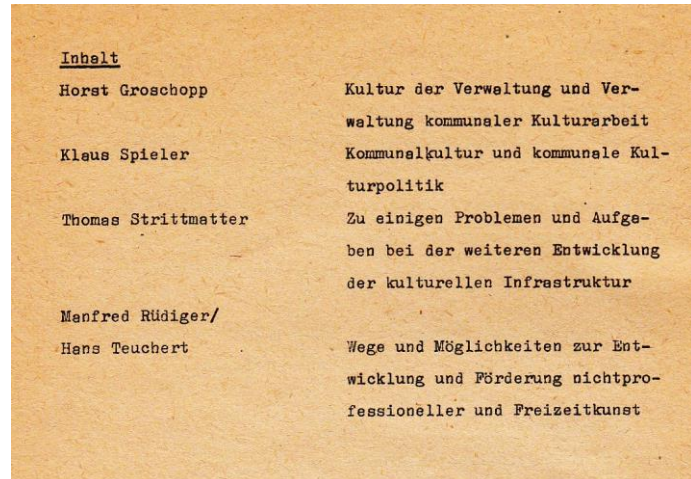 Inhalt
Horst Groschopp Kultur der Verwaltung und Ver-
waltung kommunaler Kulturarbeit
Klaus Spieler Kommunalkultur und kommunale Kul-
turpolitik
Thomas Strittmatter Zu einigen Problemen und Aufga-
ben bei der weiteren Entwicklung
der kulturellen Infrastruktur
Manfred Rüdiger/
Hans Teuchert Wege und Möglichkeiten zur Ent-
wicklung und Förderung nichtpro-
fessioneller und Freizeitkunst